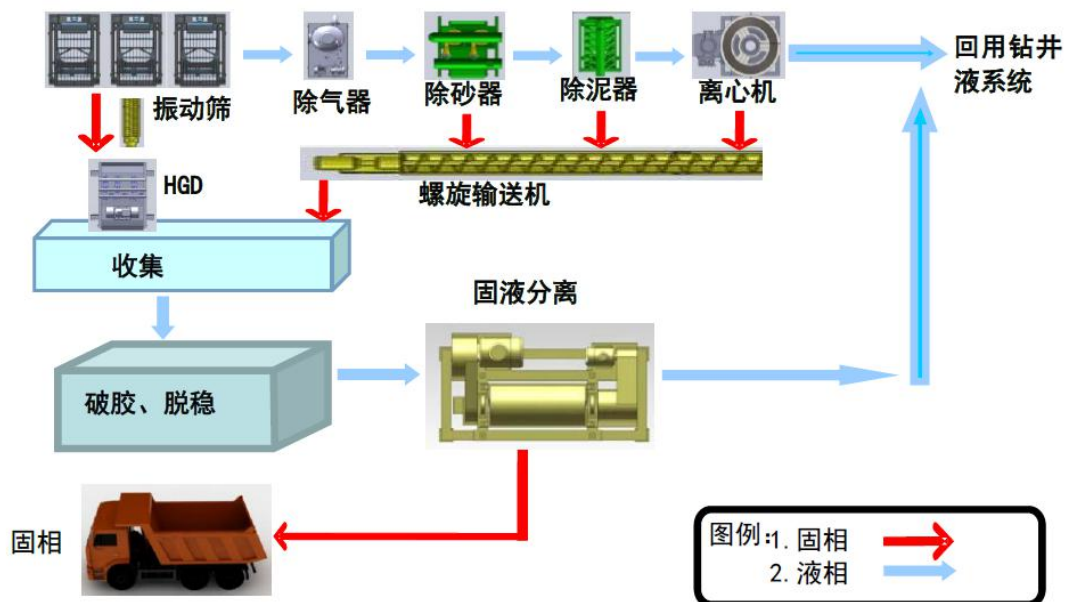 回用钻井
液系统
振动筛
除气器
除砂器
除泥器
离心机
HGD
螺旋输送机
收集
固液分离
破胶、脱稳
固相
图例:1. 固相
2. 液相